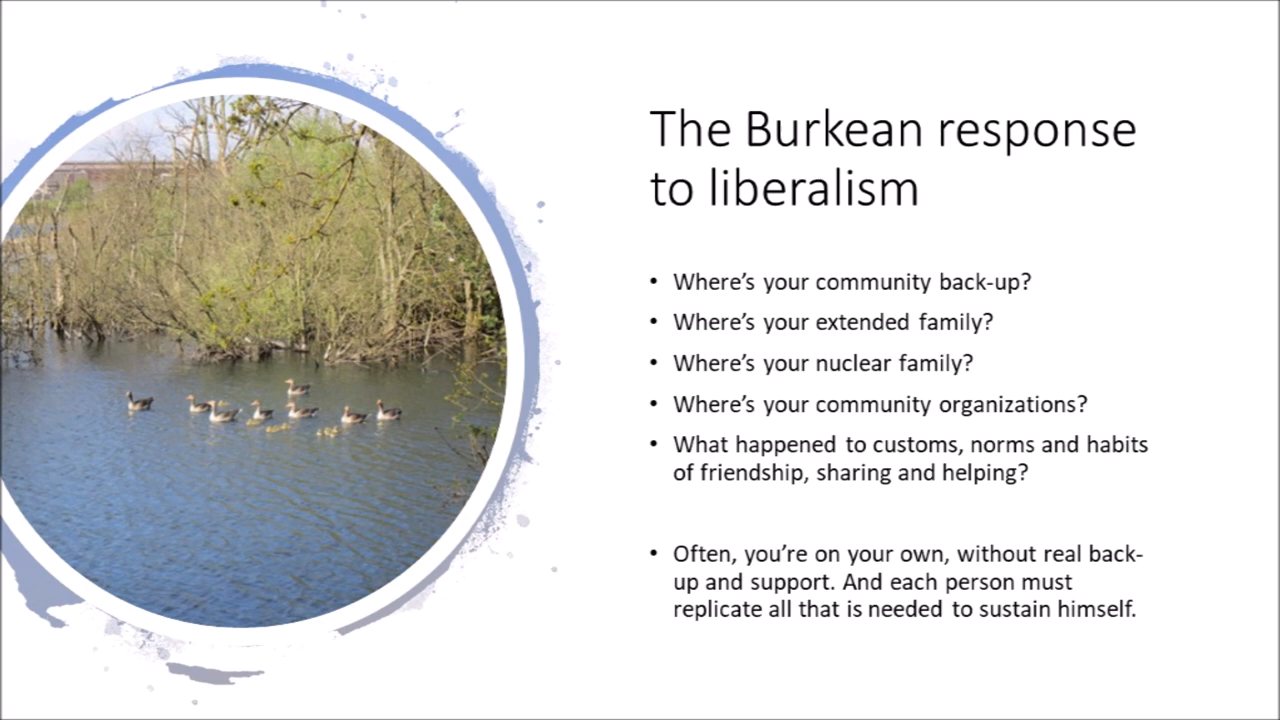 The Burkean response
to liberalism
• Where's your community back-up?
• Where's your extended family?
• Where's your nuclear family?
• Where's your community organizations?
• What happened to customs, norms and habits
of friendship, sharing and helping?
• Often, you're on your own, without real back-
up and support. And each person must
replicate all that is needed to sustain himself.